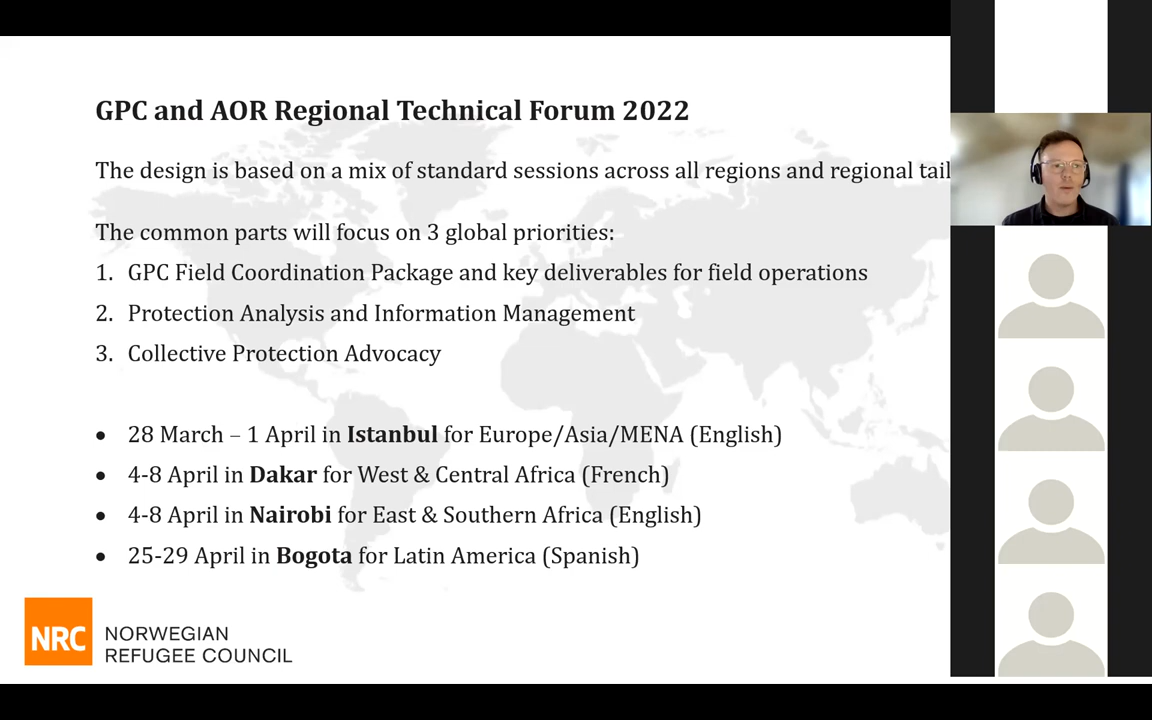 GPC and AOR Regional Technical Forum 2022
The design is based on a mix of standard sessions across all regions and regional
The common parts will focus on 3 global priorities:
1. GPC Field Coordination Package and key deliverables for field operations
2. Protection Analysis and Information Management
3. Collective Protection Advocacy
• 28 March – 1 April in Istanbul for Europe/Asia/MENA (English)
• 4-8 April in Dakar for West & Central Africa (French)
• 4-8 April in Nairobi for East & Southern Africa (English)
• 25-29 April in Bogota for Latin America (Spanish)
NRC
NORWEGIAN
REFUGEE COUNCIL